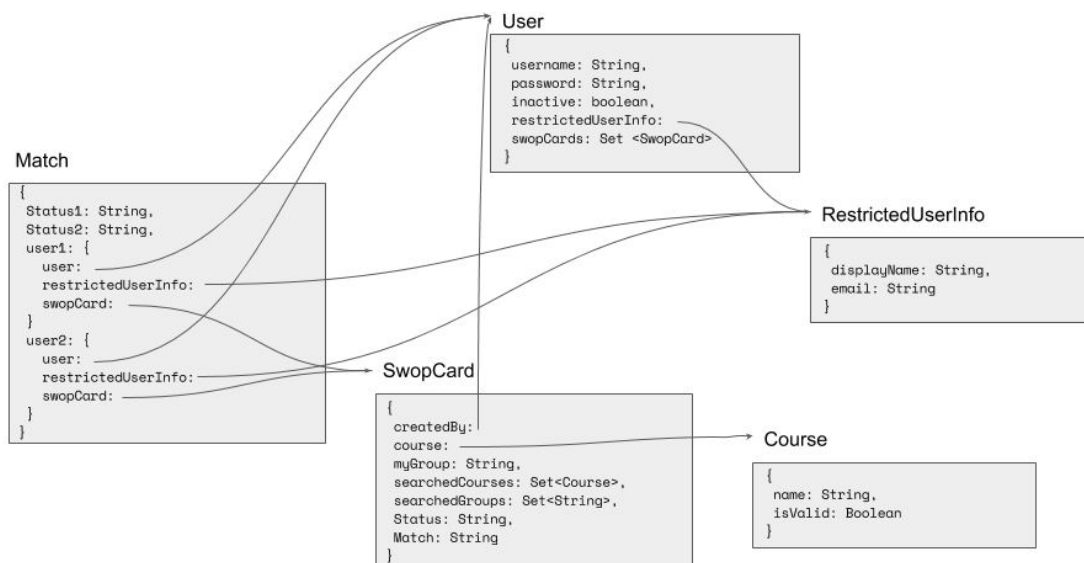 User
{
username: String,
password: String,
inactive: boolean,
restrictedUserInfo:
swopCards: Set <SwopCard>
}
Match
{
Status1: String,
Status2: String,
user1: {
user:
restrictedUserInfo:
swopCard:
}
user2: {
user:
restrictedUserInfo:
swopCard:
}
}
RestrictedUserInfo
{
displayName: String,
email: String
}
SwopCard
{
createdBy:
course:
myGroup: String,
searchedCourses: Set<Course>,
searchedGroups: Set<String>,
Status: String,
Match: String
}
Course
{
name: String,
isValid: Boolean
}